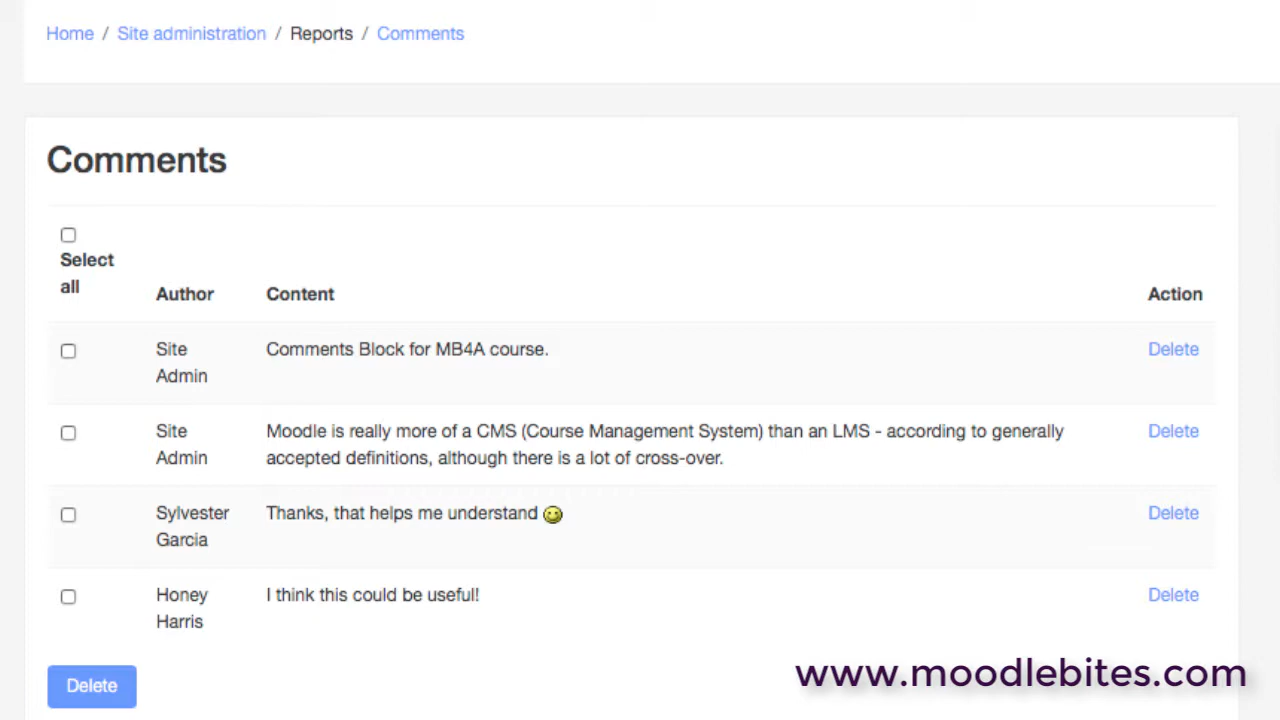 Home / Site administration / Reports / Comments
Comments
Select
all
Author Content Action
Site
Admin
Comments Block for MB4A course.
Delete
Site
Admin
Moodle is really more of a CMS (Course Management System) than an LMS - according to generally
accepted definitions, although there is a lot of cross-over.
Delete
Sylvester
Garcia
Thanks, that helps me understand
Delete
Honey
Harris
I think this could be useful!
Delete
Delete
www.moodlebites.com